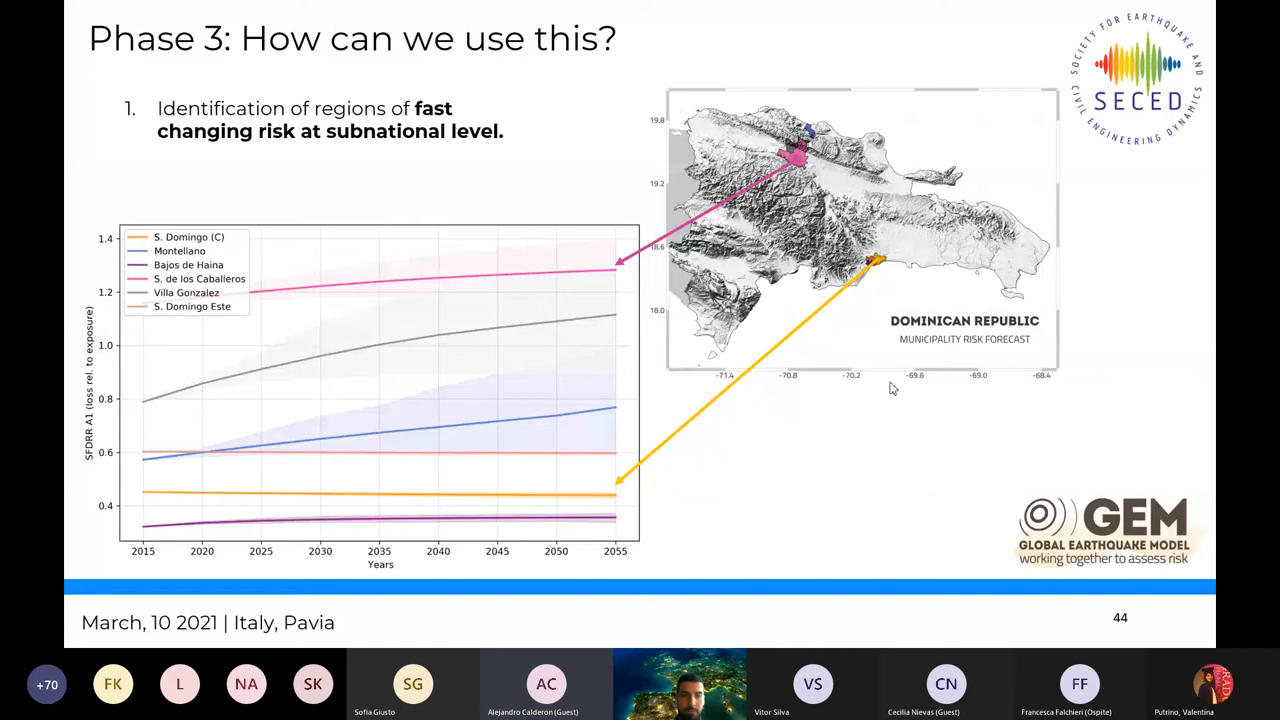 Phase 3: How can we use this?
SOCIETY FOR EARTHQUAKE AND
CIVIL ENGINEERING DYNAMICS
SECED
1. Identification of regions of fast
changing risk at subnational level.
19.8
19.2
18.6
18.0
-71.4 -70.8 -70.2 -69.6 -69.0 -68.4
DOMINICAN REPUBLIC
MUNICIPALITY RISK FORECAST
S. Domingo (C)
Montellano
Bajos de Haina
S. de los Caballeros
Villa Gonzalez
S. Domingo Este
1.4
1.2
1.0
0.8
0.6
0.4
SFDRR A1 (loss rel. to exposure)
2015 2020 2025 2030 2035 2040 2045 2050 2055
Years
GEM
GLOBAL EARTHQUAKE MODEL
working together to assess risk
March, 10 2021 | Italy, Pavia
44
+70
FK
L
NA
SK
SG
AC
VS
CN
FF
Sofia Giusto
Alejandro Calderon (Guest)
Vitor Silva
Cecilia Nievas (Guest)
Francesca Falchieri (Ospite)
Putrino, Valentina